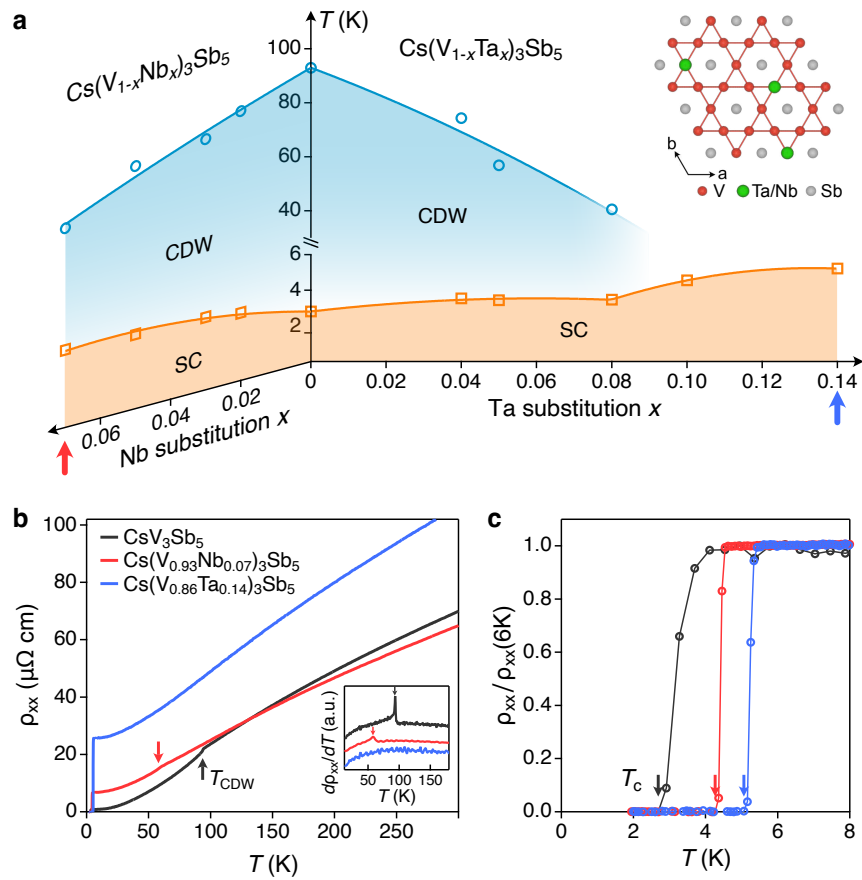 a
T (K)
Cs(V₁₋ₓNbₓ)₃Sb₅
Cs(V₁₋ₓTaₓ)₃Sb₅
100
80
60
40
6
4
2
CDW
CDW
SC
SC
b
a
V Ta/Nb Sb
0.06 0.04 0.02 0 0.02 0.04 0.06 0.08 0.10 0.12 0.14
Nb substitution x
Ta substitution x
b
100
80
60
40
20
0
ρxx (μΩ cm)
CsV₃Sb₅
Cs(V₀.₉₃Nb₀.₀₇)₃Sb₅
Cs(V₀.₈₆Ta₀.₁₄)₃Sb₅
T_CDW
dρxx/dT (a.u.)
50 100 150
T (K)
0 50 100 150 200 250
T (K)
c
1.0
0.8
0.6
0.4
0.2
0.0
ρxx/ρxx(6K)
T_c
0 2 4 6 8
T (K)